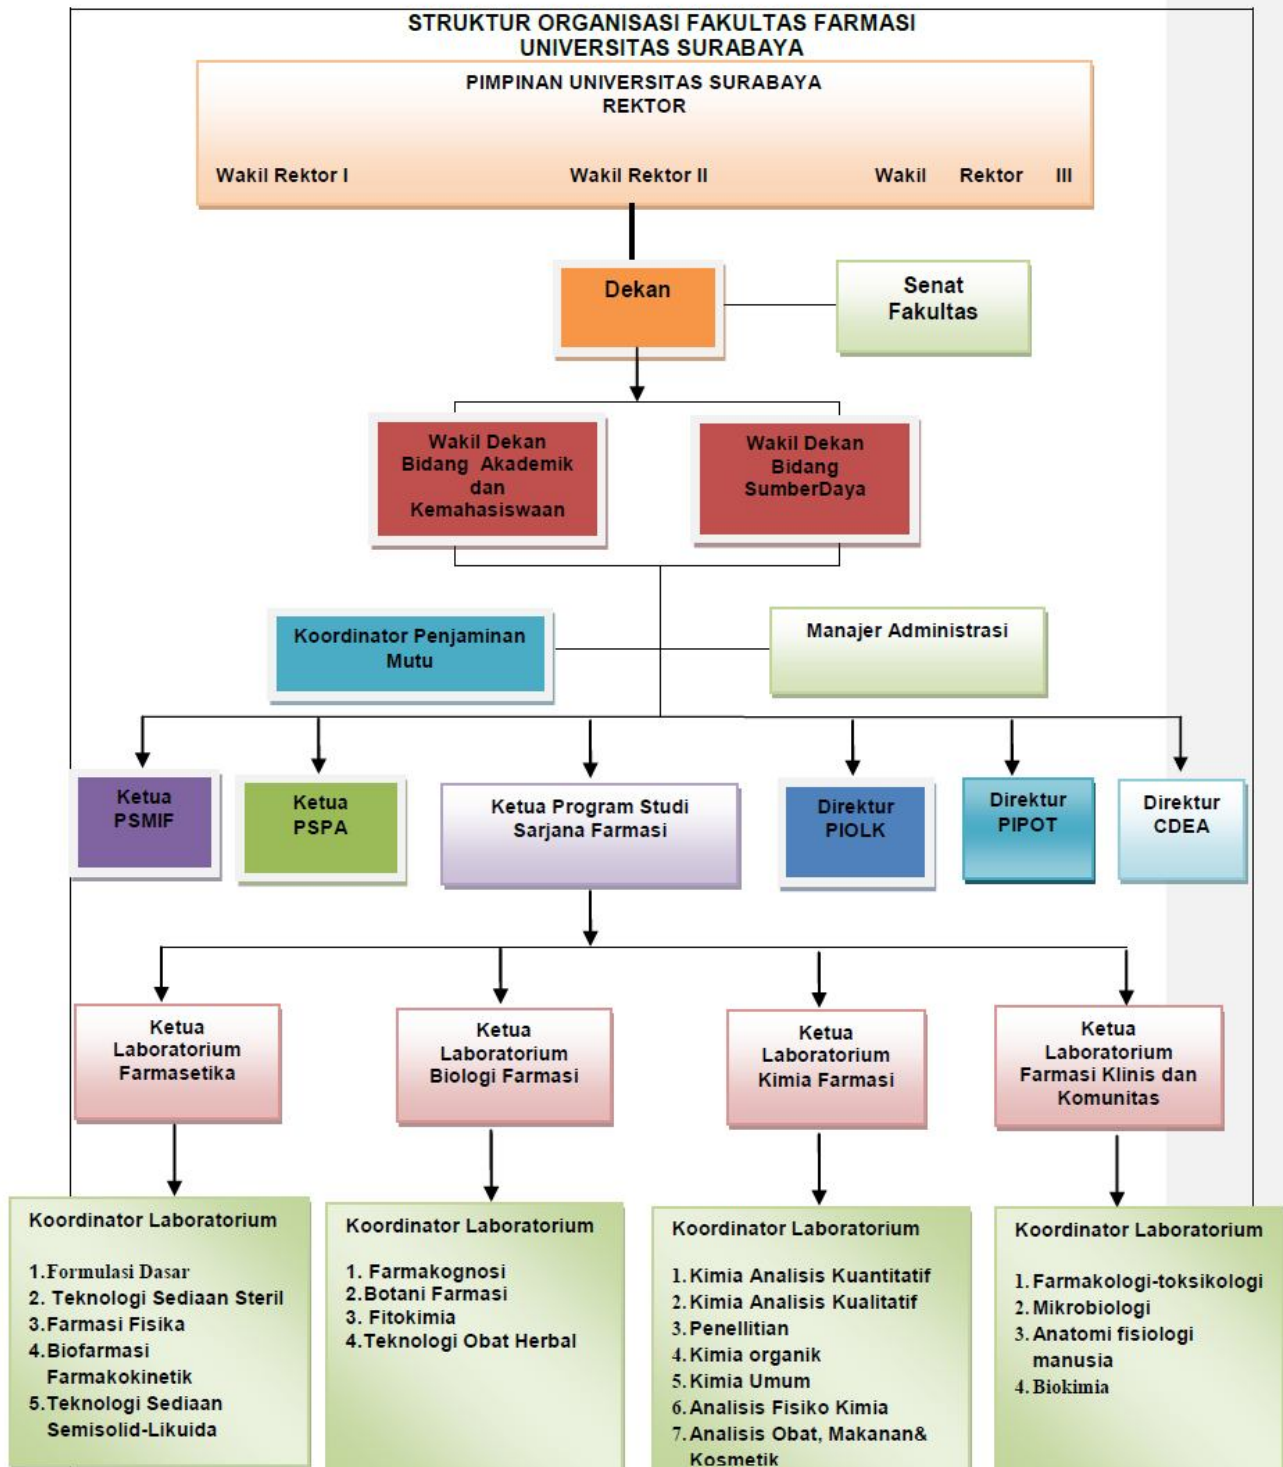 STRUKTUR ORGANISASI FAKULTAS FARMASI
UNIVERSITAS SURABAYA
PIMPINAN UNIVERSITAS SURABAYA
REKTOR
Wakil Rektor I
Wakil Rektor II
Wakil Rektor III
Dekan
Senat
Fakultas
Wakil Dekan
Bidang Akademik
dan
Kemahasiswaan
Wakil Dekan
Bidang
SumberDaya
Koordinator Penjaminan
Mutu
Manajer Administrasi
Ketua
PSMIF
Ketua
PSPA
Ketua Program Studi
Sarjana Farmasi
Direktur
PIOLK
Direktur
PIPOT
Direktur
CDEA
Ketua
Laboratorium
Farmasetika
Ketua
Laboratorium
Biologi Farmasi
Ketua
Laboratorium
Kimia Farmasi
Ketua
Laboratorium
Farmasi Klinis dan
Komunitas
Koordinator Laboratorium
1.Formulasi Dasar
2. Teknologi Sediaan Steril
3.Farmasi Fisika
4.Biofarmasi
Farmakokinetik
5.Teknologi Sediaan
Semisolid-Likuida
Koordinator Laboratorium
1. Farmakognosi
2.Botani Farmasi
3. Fitokimia
4.Teknologi Obat Herbal
Koordinator Laboratorium
1.Kimia Analisis Kuantitatif
2.Kimia Analisis Kualitatif
3.Penellitian
4.Kimia organik
5.Kimia Umum
6.Analisis Fisiko Kimia
7.Analisis Obat, Makanan&
Kosmetik
Koordinator Laboratorium
1.Farmakologi-toksikologi
2.Mikrobiologi
3.Anatomi fisiologi
manusia
4.Biokimia